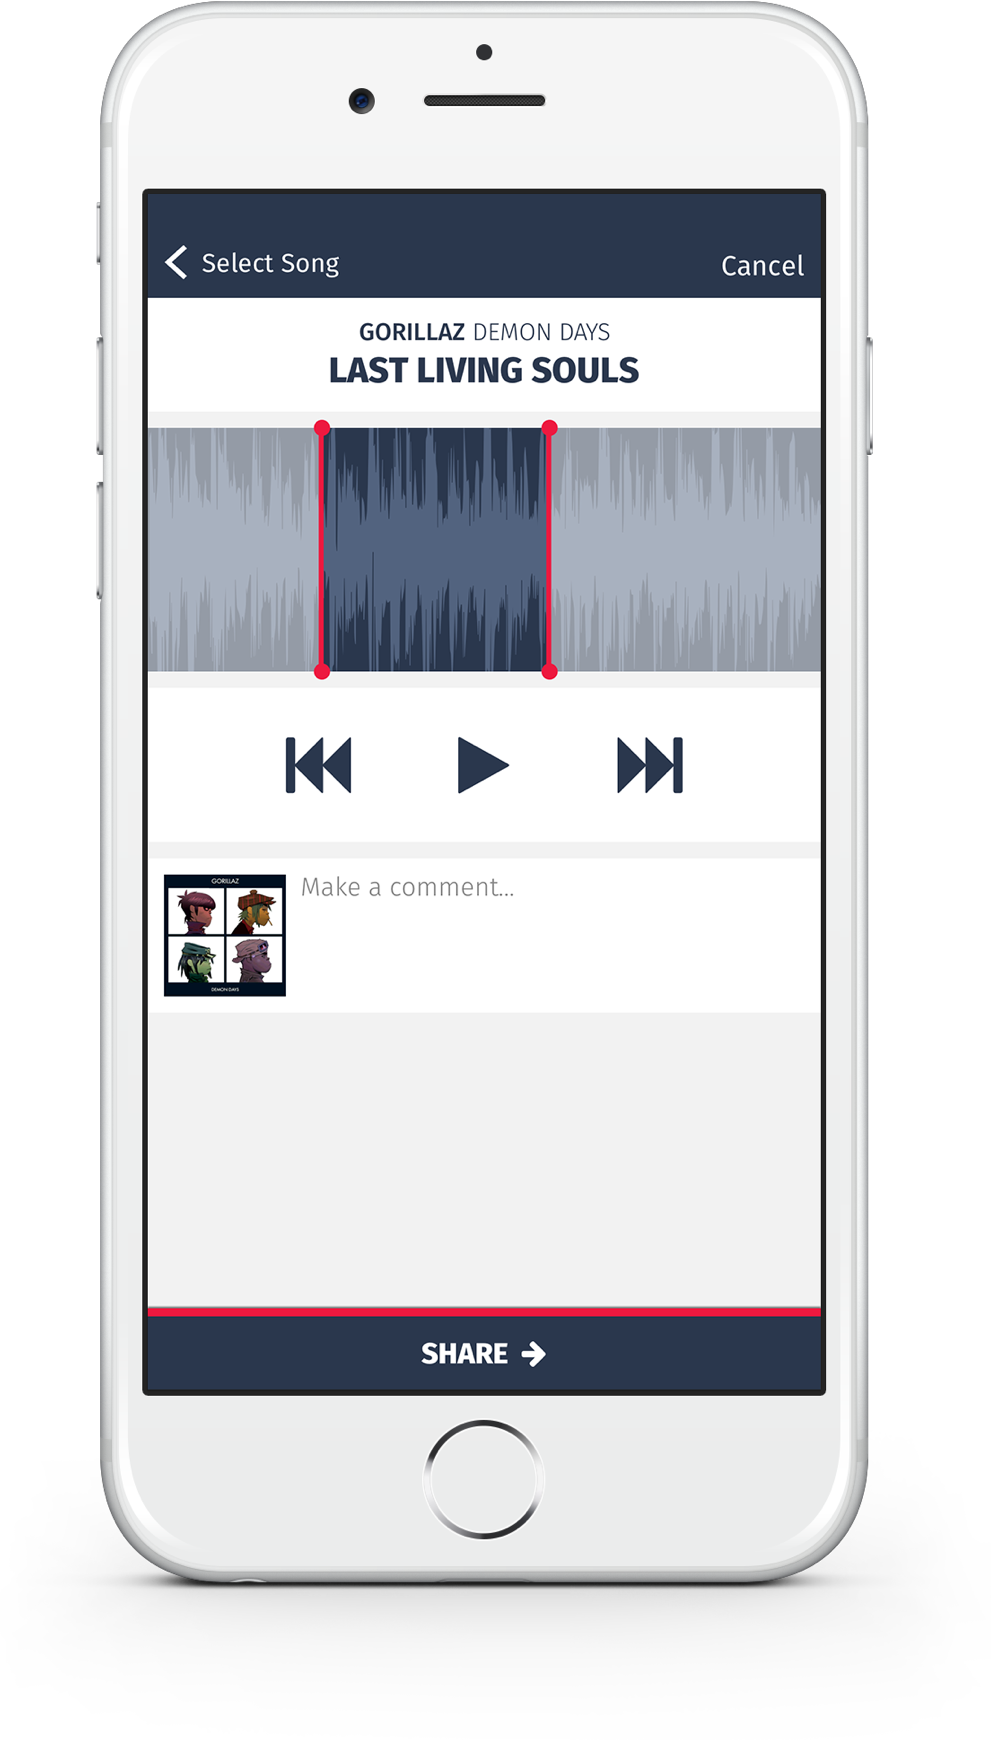 Select Song
Cancel
GORILLAZ DEMON DAYS
LAST LIVING SOULS
GORILLAZ
DEMON DAYS
Make a comment...
SHARE